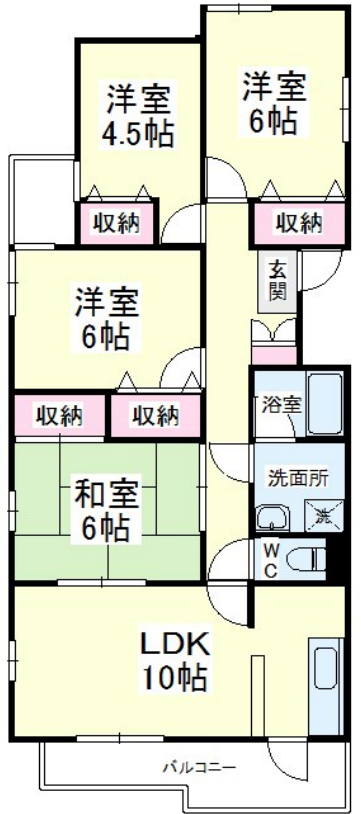 洋室
4.5帖
洋室
6帖
収納
収納
玄
関
洋室
6帖
収納
収納
浴室
洗面所
洗
和室
6帖
W
C
LDK
10帖
バルコニー